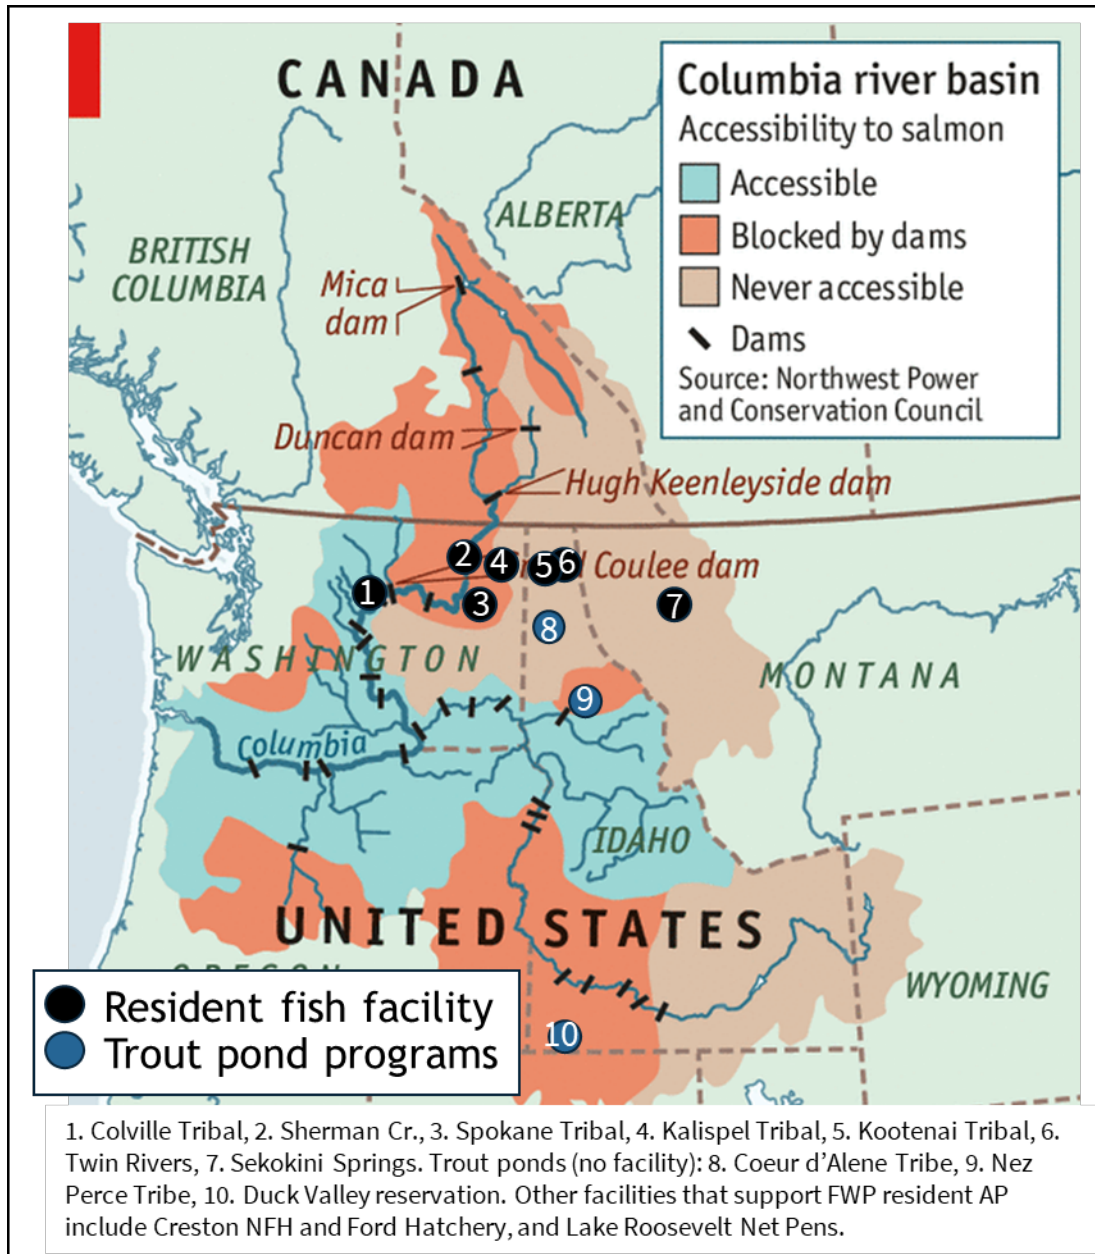 CANADA
Columbia river basin
Accessibility to salmon
Accessible
Blocked by dams
Never accessible
Dams
Source: Northwest Power
and Conservation Council
ALBERTA
BRITISH
COLUMBIA
Mica
dam
Duncan dam
Hugh Keenleyside dam
2
4
5
6
Coulee dam
1
3
7
8
WASHINGTON
MONTANA
9
Columbia
IDAHO
UNITED STATES
WYOMING
Resident fish facility
Trout pond programs
10
1. Colville Tribal, 2. Sherman Cr., 3. Spokane Tribal, 4. Kalispel Tribal, 5. Kootenai Tribal, 6.
Twin Rivers, 7. Sekokini Springs. Trout ponds (no facility): 8. Coeur d’Alene Tribe, 9. Nez
Perce Tribe, 10. Duck Valley reservation. Other facilities that support FWP resident AP
include Creston NFH and Ford Hatchery, and Lake Roosevelt Net Pens.